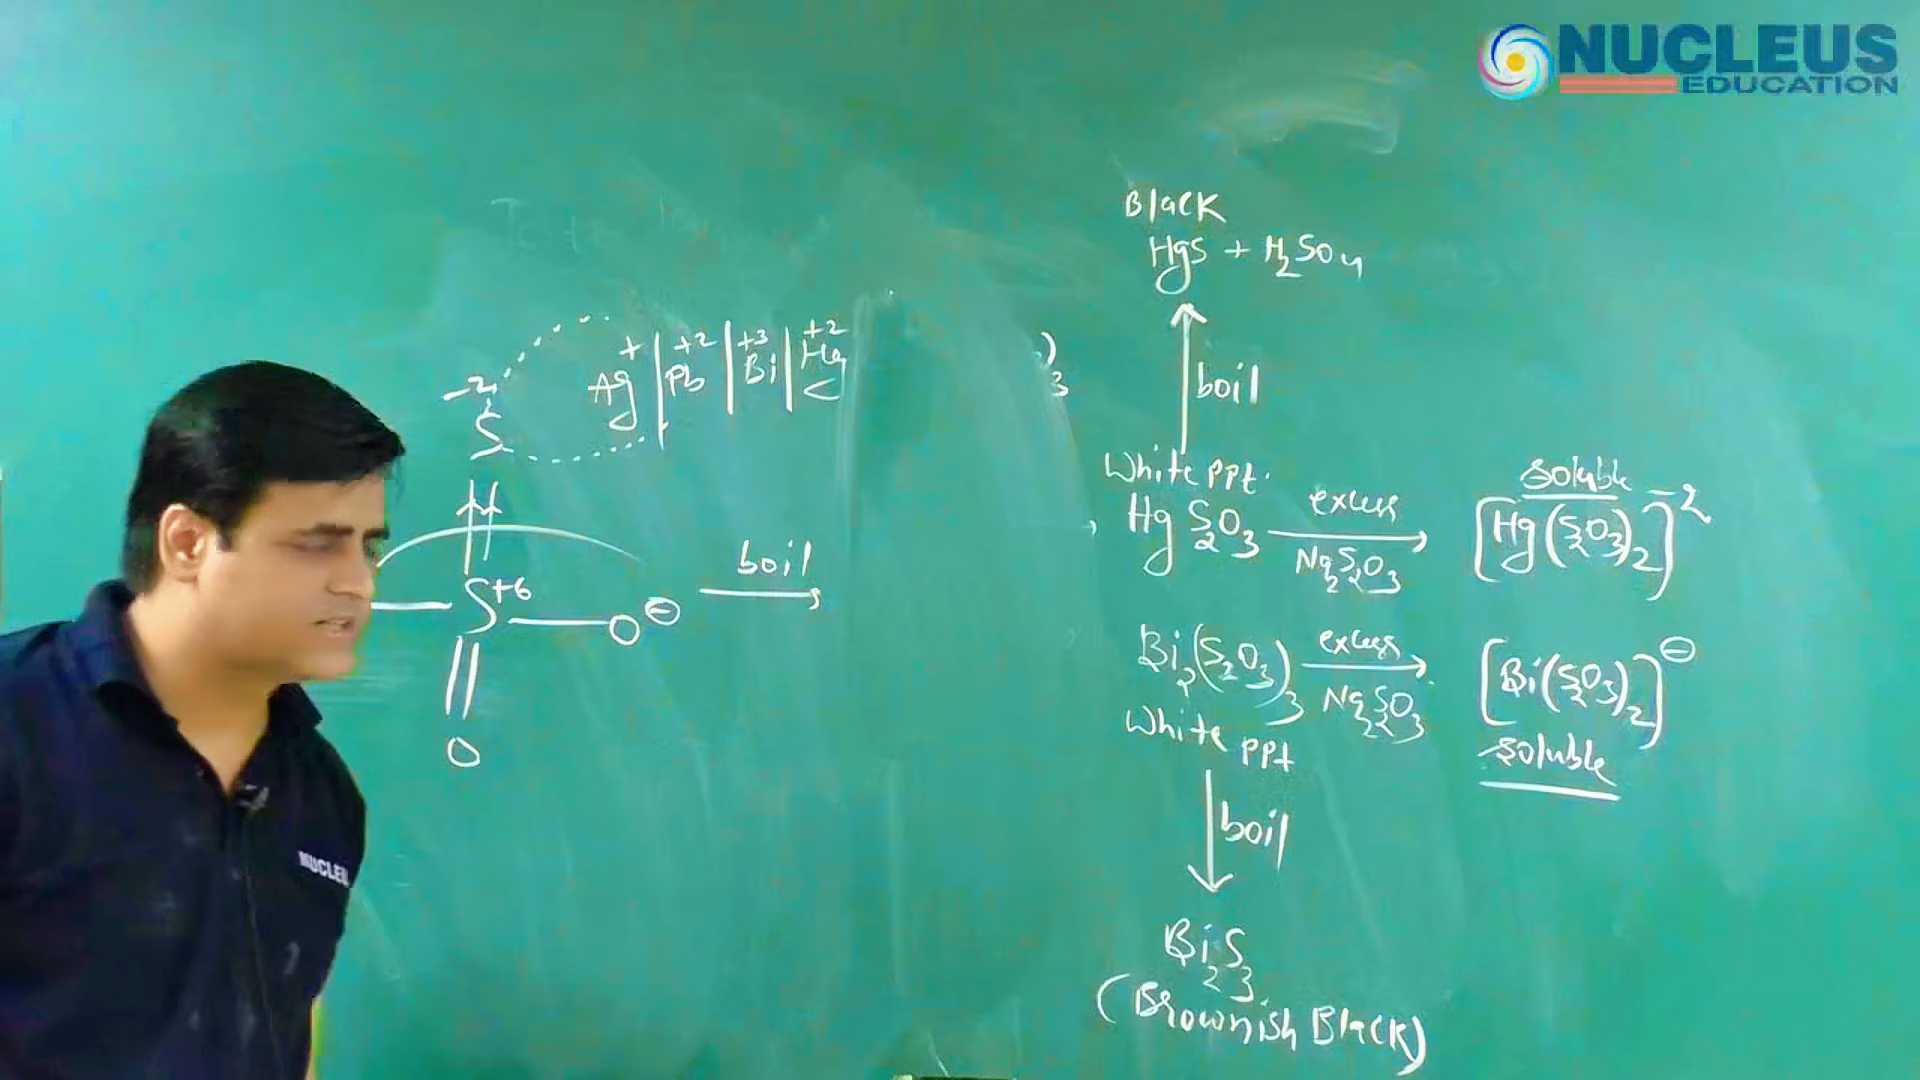 NUCLEUS
EDUCATION
Black
HgS + H2SO4
boil
White ppt.
HgS2O3 excess Na2S2O3 [Hg(S2O3)2]-2 soluble
Bi2(S2O3)3 excess Na2S2O3 [Bi(S2O3)2]⊖ soluble
White ppt
boil
Bi2S3
(Brownish Black)
+ +2 +3 +2
Ag | Pb | Bi | Hg
-2
S
S+6 O⊖ boil
O
3
NUCLEUS